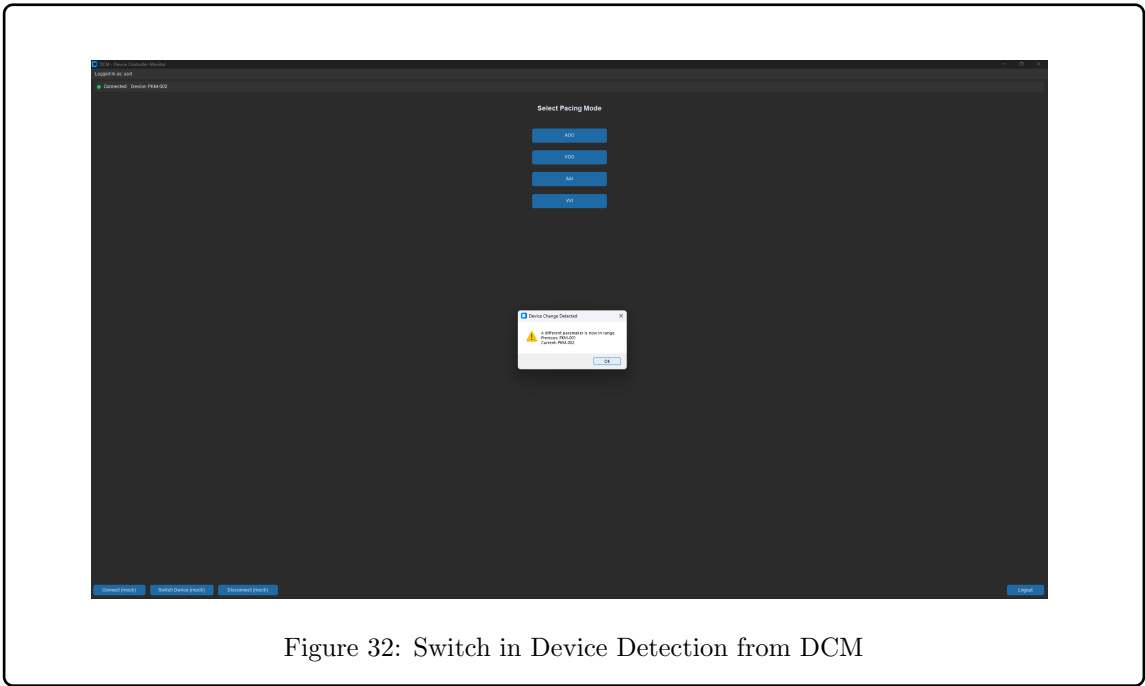 DCM - Device Controller-Monitor
Logged in as: asd
Connected Device: PKM-002
Select Pacing Mode
AOO
VOO
AAI
VVI
Device Change Detected
A different pacemaker is now in range.
Previous: PKM-001
Current: PKM-002
OK
Connect (mock) Switch Device (mock) Disconnect (mock) Logout
Figure 32: Switch in Device Detection from DCM